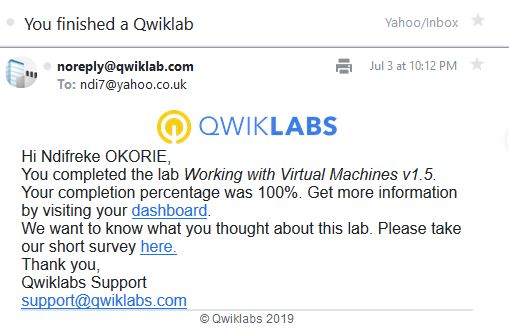 You finished a Qwiklab
Yahoo/Inbox
noreply@qwiklab.com
Jul 3 at 10:12 PM
To: ndi7@yahoo.co.uk
QWIKLABS
Hi Ndifreke OKORIE,
You completed the lab Working with Virtual Machines v1.5.
Your completion percentage was 100%. Get more information
by visiting your dashboard.
We want to know what you thought about this lab. Please take
our short survey here.
Thank you,
Qwiklabs Support
support@qwiklabs.com
© Qwiklabs 2019